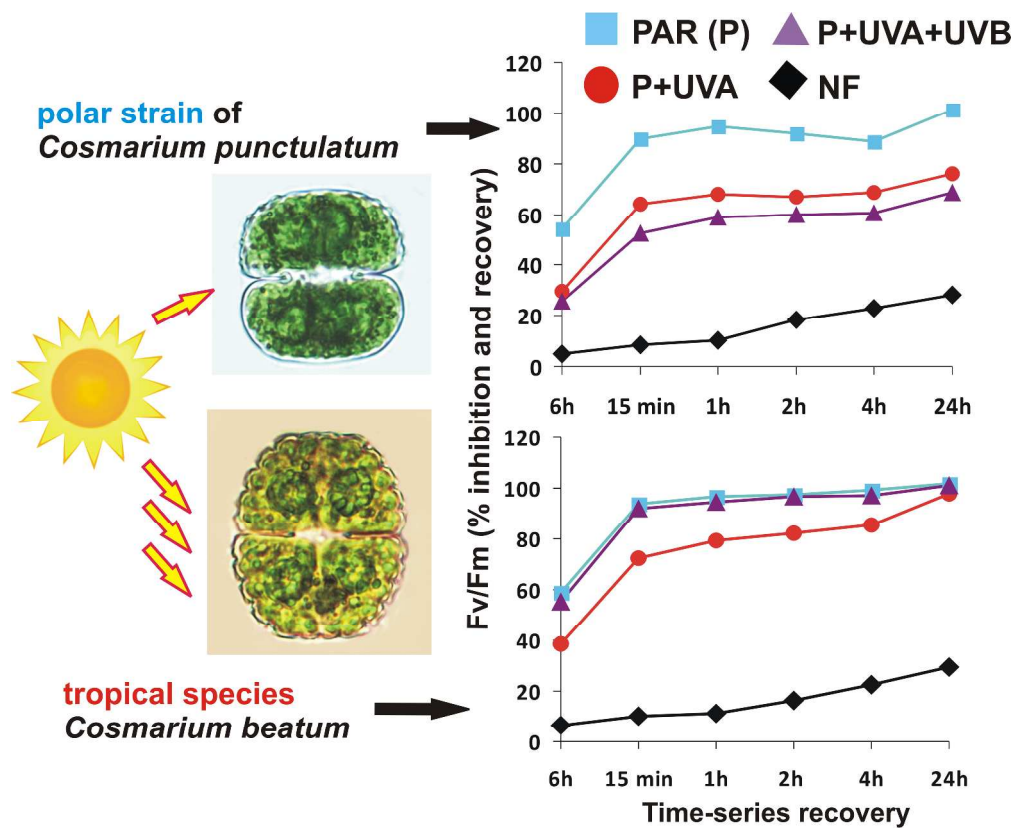 PAR (P) P+UVA+UVB
P+UVA NF
polar strain of
Cosmarium punctulatum
tropical species
Cosmarium beatum
Fv/Fm (% inhibition and recovery)
120
100
80
60
40
20
0
6h 15 min 1h 2h 4h 24h
120
100
80
60
40
20
0
6h 15 min 1h 2h 4h 24h
Time-series recovery